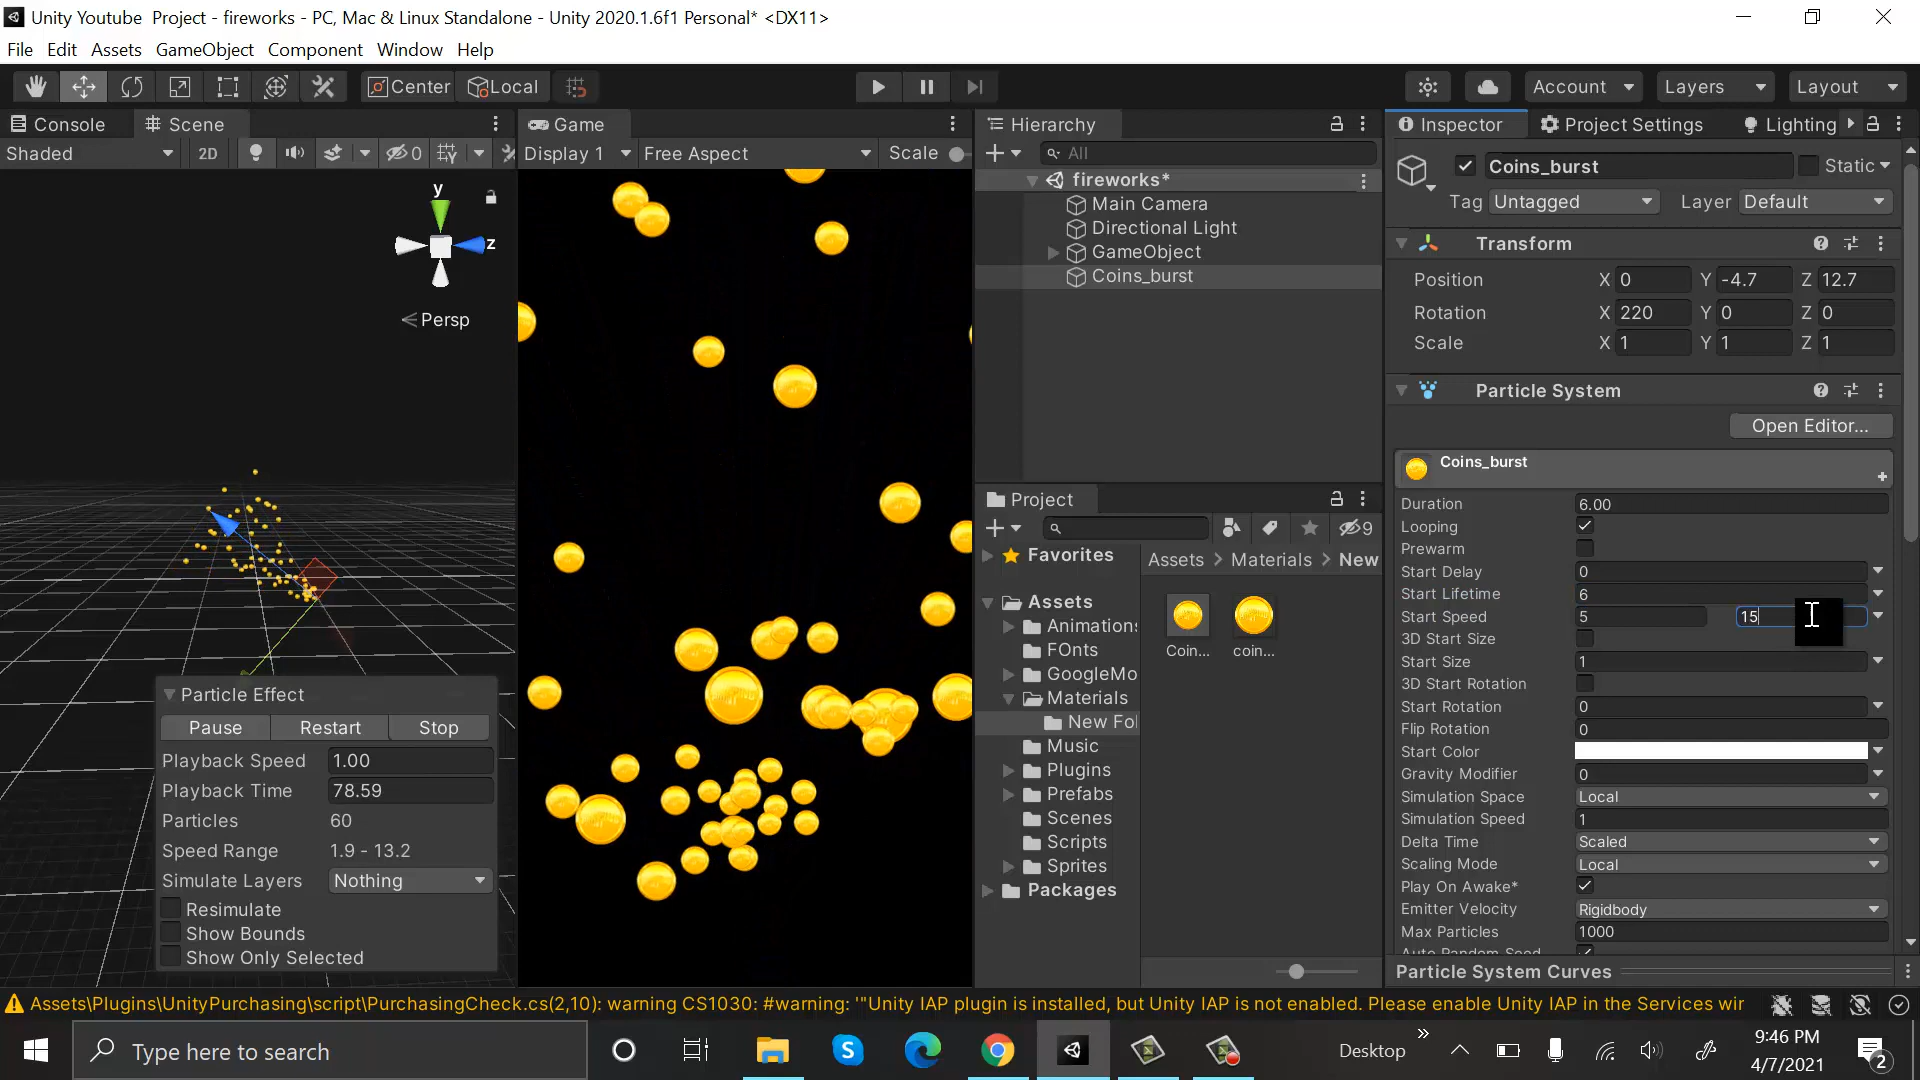 Unity Youtube Project - fireworks - PC, Mac & Linux Standalone - Unity 2020.1.6f1 Personal* <DX11>
File Edit Assets GameObject Component Window Help
Center Local Account Layers Layout
Console Scene
Shaded 2D 0
y
z
Persp
Particle Effect
Pause Restart Stop
Playback Speed 1.00
Playback Time 78.59
Particles 60
Speed Range 1.9 - 13.2
Simulate Layers Nothing
Resimulate
Show Bounds
Show Only Selected
Game
Display 1 Free Aspect Scale
Hierarchy
All
fireworks*
Main Camera
Directional Light
GameObject
Coins_burst
Project
9
Favorites
Assets
Animations
FOnts
GoogleMo
Materials
New Fol
Music
Plugins
Prefabs
Scenes
Scripts
Sprites
Packages
Assets > Materials > New
Coin... coin...
Inspector Project Settings Lighting
Coins_burst Static
Tag Untagged Layer Default
Transform
Position X 0 Y -4.7 Z 12.7
Rotation X 220 Y 0 Z 0
Scale X 1 Y 1 Z 1
Particle System
Open Editor...
Coins_burst
Duration 6.00
Looping
Prewarm
Start Delay 0
Start Lifetime 6
Start Speed 5 15
3D Start Size
Start Size 1
3D Start Rotation
Start Rotation 0
Flip Rotation 0
Start Color
Gravity Modifier 0
Simulation Space Local
Simulation Speed 1
Delta Time Scaled
Scaling Mode Local
Play On Awake*
Emitter Velocity Rigidbody
Max Particles 1000
Auto Random Seed
Particle System Curves
Assets\Plugins\UnityPurchasing\script\PurchasingCheck.cs(2,10): warning CS1030: #warning: '"Unity IAP plugin is installed, but Unity IAP is not enabled. Please enable Unity IAP in the Services wir
Type here to search
Desktop
9:46 PM
4/7/2021
2